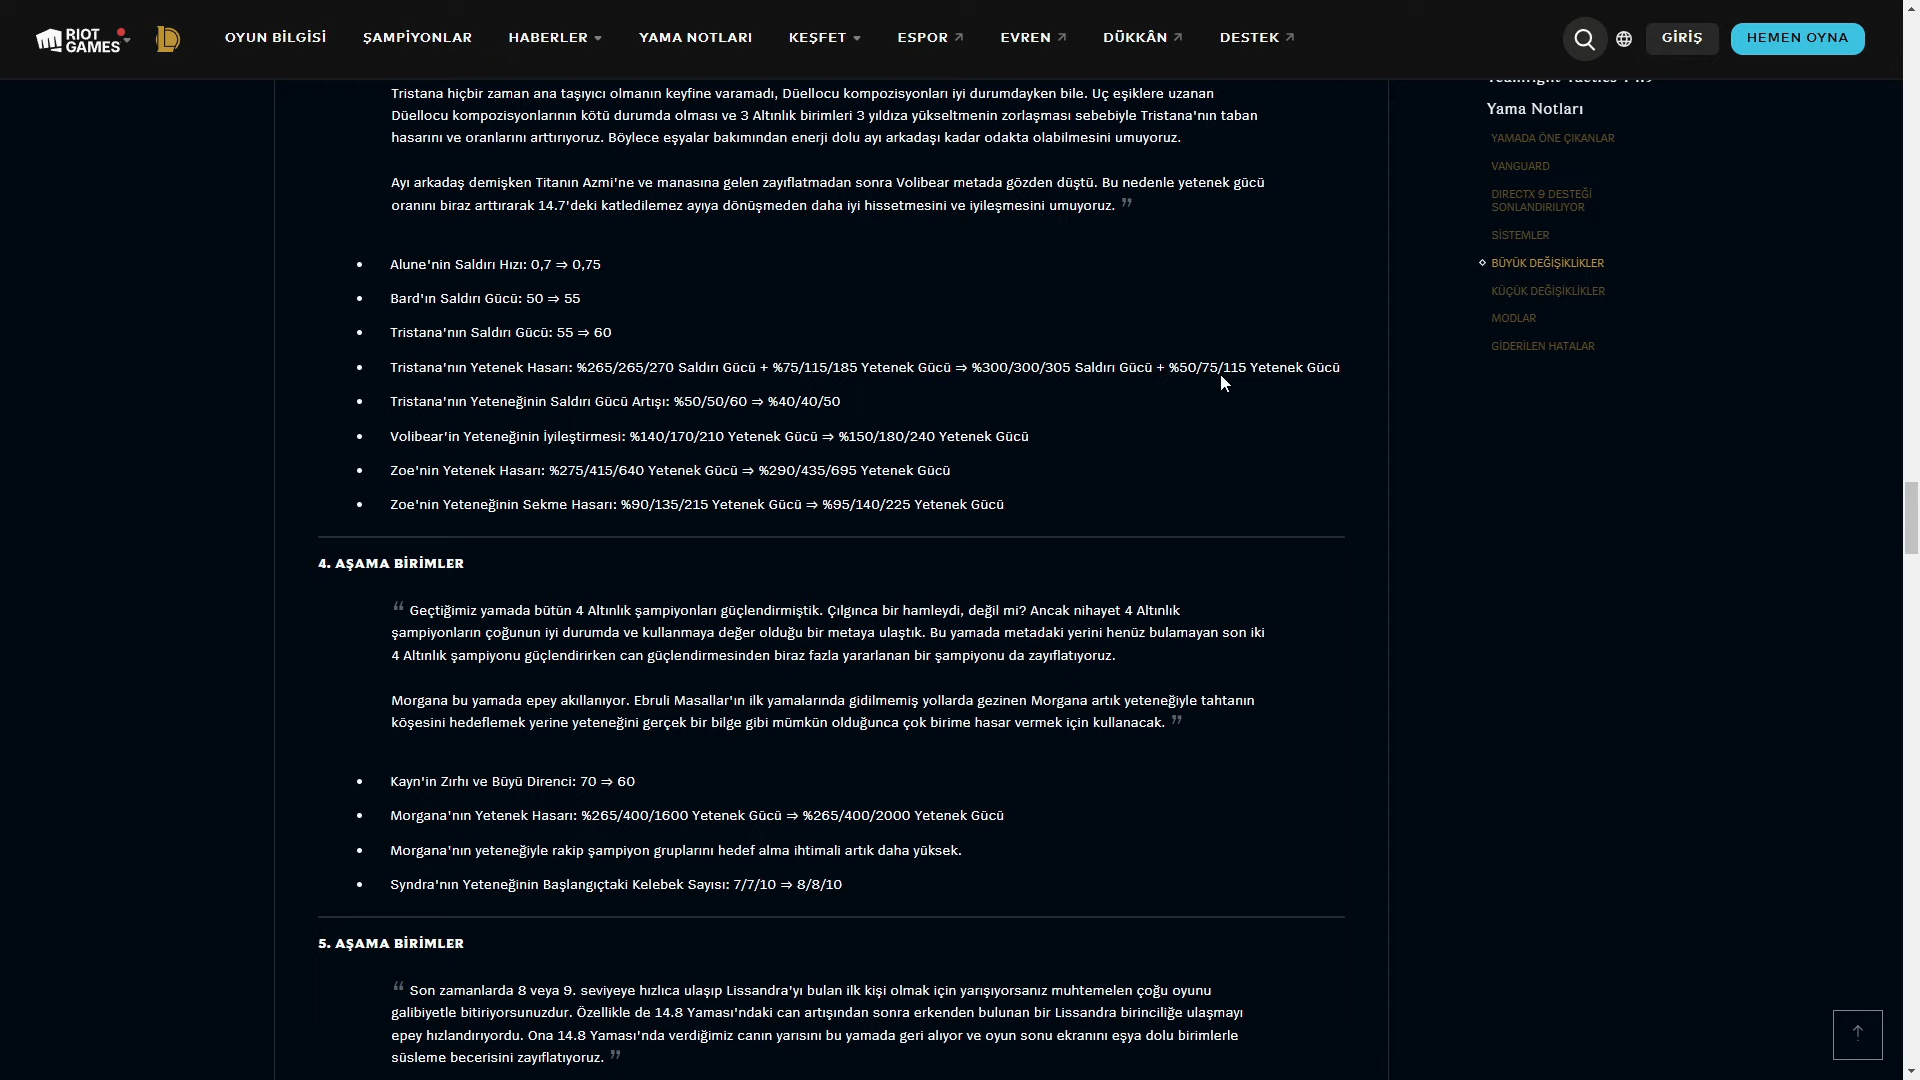 RIOT GAMES
OYUN BİLGİSİ
ŞAMPİYONLAR
HABERLER
YAMA NOTLARI
KEŞFET
ESPOR
EVREN
DÜKKÂN
DESTEK
GİRİŞ
HEMEN OYNA
Tristana hiçbir zaman ana taşıyıcı olmanın keyfine varamadı, Düellocu kompozisyonları iyi durumdayken bile. Uç eşiklere uzanan
Düellocu kompozisyonlarının kötü durumda olması ve 3 Altınlık birimleri 3 yıldıza yükseltmenin zorlaşması sebebiyle Tristana'nın taban
hasarını ve oranlarını arttırıyoruz. Böylece eşyalar bakımından enerji dolu ayı arkadaşı kadar odakta olabilmesini umuyoruz.
Ayı arkadaş demişken Titanın Azmi'ne ve manasına gelen zayıflatmadan sonra Volibear metada gözden düştü. Bu nedenle yetenek gücü
oranını biraz arttırarak 14.7'deki katledilemez ayıya dönüşmeden daha iyi hissetmesini ve iyileşmesini umuyoruz. ”
• Alune'nin Saldırı Hızı: 0,7 ⇒ 0,75
• Bard'ın Saldırı Gücü: 50 ⇒ 55
• Tristana'nın Saldırı Gücü: 55 ⇒ 60
• Tristana'nın Yetenek Hasarı: %265/265/270 Saldırı Gücü + %75/115/185 Yetenek Gücü ⇒ %300/300/305 Saldırı Gücü + %50/75/115 Yetenek Gücü
• Tristana'nın Yeteneğinin Saldırı Gücü Artışı: %50/50/60 ⇒ %40/40/50
• Volibear'in Yeteneğinin İyileştirmesi: %140/170/210 Yetenek Gücü ⇒ %150/180/240 Yetenek Gücü
• Zoe'nin Yetenek Hasarı: %275/415/640 Yetenek Gücü ⇒ %290/435/695 Yetenek Gücü
• Zoe'nin Yeteneğinin Sekme Hasarı: %90/135/215 Yetenek Gücü ⇒ %95/140/225 Yetenek Gücü
4. AŞAMA BİRİMLER
“ Geçtiğimiz yamada bütün 4 Altınlık şampiyonları güçlendirmiştik. Çılgınca bir hamleydi, değil mi? Ancak nihayet 4 Altınlık
şampiyonların çoğunun iyi durumda ve kullanmaya değer olduğu bir metaya ulaştık. Bu yamada metadaki yerini henüz bulamayan son iki
4 Altınlık şampiyonu güçlendirirken can güçlendirmesinden biraz fazla yararlanan bir şampiyonu da zayıflatıyoruz.
Morgana bu yamada epey akıllanıyor. Ebruli Masallar'ın ilk yamalarında gidilmemiş yollarda gezinen Morgana artık yeteneğiyle tahtanın
köşesini hedeflemek yerine yeteneğini gerçek bir bilge gibi mümkün olduğunca çok birime hasar vermek için kullanacak. ”
• Kayn'in Zırhı ve Büyü Direnci: 70 ⇒ 60
• Morgana'nın Yetenek Hasarı: %265/400/1600 Yetenek Gücü ⇒ %265/400/2000 Yetenek Gücü
• Morgana'nın yeteneğiyle rakip şampiyon gruplarını hedef alma ihtimali artık daha yüksek.
• Syndra'nın Yeteneğinin Başlangıçtaki Kelebek Sayısı: 7/7/10 ⇒ 8/8/10
5. AŞAMA BİRİMLER
“ Son zamanlarda 8 veya 9. seviyeye hızlıca ulaşıp Lissandra'yı bulan ilk kişi olmak için yarışıyorsanız muhtemelen çoğu oyunu
galibiyetle bitiriyorsunuzdur. Özellikle de 14.8 Yaması'ndaki can artışından sonra erkenden bulunan bir Lissandra birinciliğe ulaşmayı
epey hızlandırıyordu. Ona 14.8 Yaması'nda verdiğimiz canın yarısını bu yamada geri alıyor ve oyun sonu ekranını eşya dolu birimlerle
süsleme becerisini zayıflatıyoruz. ”
Teamfight Tactics 14.9
Yama Notları
YAMADA ÖNE ÇIKANLAR
VANGUARD
DIRECTX 9 DESTEĞİ
SONLANDIRILIYOR
SİSTEMLER
BÜYÜK DEĞİŞİKLİKLER
KÜÇÜK DEĞİŞİKLİKLER
MODLAR
GİDERİLEN HATALAR